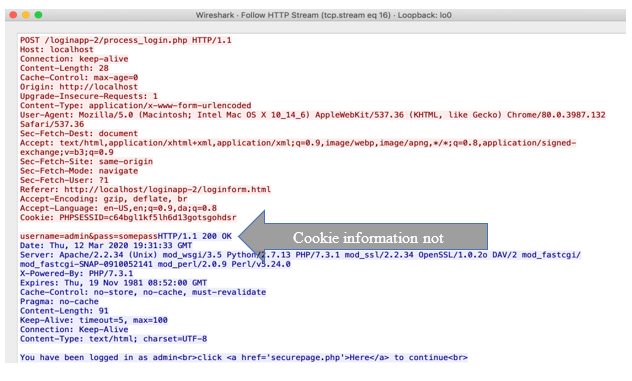 Wireshark · Follow HTTP Stream (tcp.stream eq 16) · Loopback: lo0
POST /loginapp-2/process_login.php HTTP/1.1
Host: localhost
Connection: keep-alive
Content-Length: 28
Cache-Control: max-age=0
Origin: http://localhost
Upgrade-Insecure-Requests: 1
Content-Type: application/x-www-form-urlencoded
User-Agent: Mozilla/5.0 (Macintosh; Intel Mac OS X 10_14_6) AppleWebKit/537.36 (KHTML, like Gecko) Chrome/80.0.3987.132
Safari/537.36
Sec-Fetch-Dest: document
Accept: text/html,application/xhtml+xml,application/xml;q=0.9,image/webp,image/apng,*/*;q=0.8,application/signed-
exchange;v=b3;q=0.9
Sec-Fetch-Site: same-origin
Sec-Fetch-Mode: navigate
Sec-Fetch-User: ?1
Referer: http://localhost/loginapp-2/loginform.html
Accept-Encoding: gzip, deflate, br
Accept-Language: en-US,en;q=0.9,da;q=0.8
Cookie: PHPSESSID=c64bgl1kf5lh6d13gotsgohdsr
username=admin&pass=somepassHTTP/1.1 200 OK
Cookie information not
Date: Thu, 12 Mar 2020 19:31:33 GMT
Server: Apache/2.2.34 (Unix) mod_wsgi/3.5 Python/2.7.13 PHP/7.3.1 mod_ssl/2.2.34 OpenSSL/1.0.2o DAV/2 mod_fastcgi/
mod_fastcgi-SNAP-0910052141 mod_perl/2.0.9 Perl/v5.24.0
X-Powered-By: PHP/7.3.1
Expires: Thu, 19 Nov 1981 08:52:00 GMT
Cache-Control: no-store, no-cache, must-revalidate
Pragma: no-cache
Content-Length: 91
Keep-Alive: timeout=5, max=100
Connection: Keep-Alive
Content-Type: text/html; charset=UTF-8
You have been logged in as admin<br>click <a href='securepage.php'>Here</a> to continue<br>